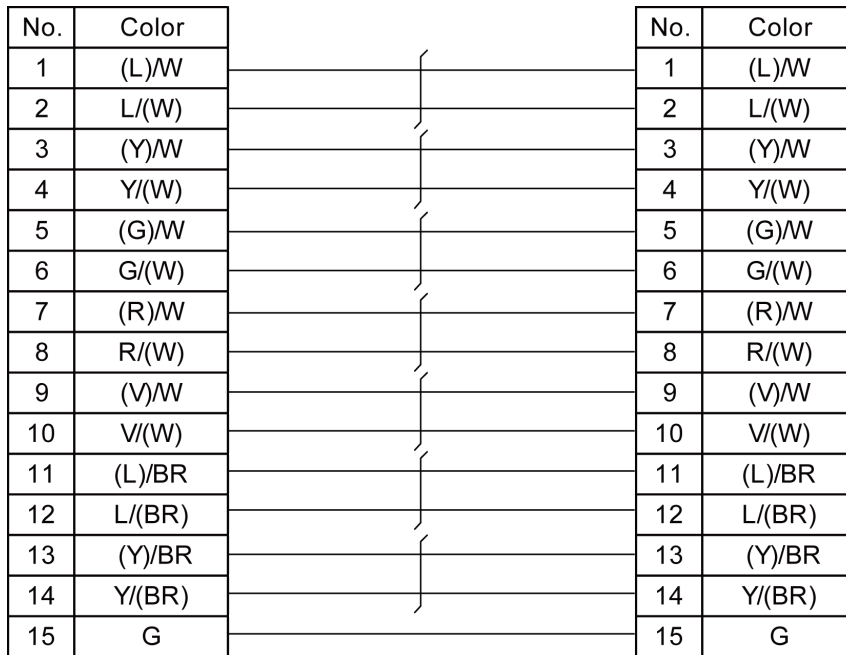 No. Color No. Color
1 (L)/W 1 (L)/W
2 L/(W) 2 L/(W)
3 (Y)/W 3 (Y)/W
4 Y/(W) 4 Y/(W)
5 (G)/W 5 (G)/W
6 G/(W) 6 G/(W)
7 (R)/W 7 (R)/W
8 R/(W) 8 R/(W)
9 (V)/W 9 (V)/W
10 V/(W) 10 V/(W)
11 (L)/BR 11 (L)/BR
12 L/(BR) 12 L/(BR)
13 (Y)/BR 13 (Y)/BR
14 Y/(BR) 14 Y/(BR)
15 G 15 G